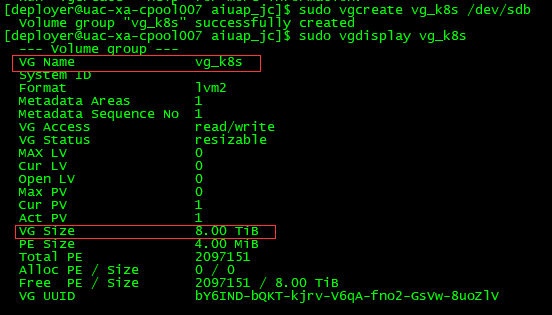 [deployer@uac-xa-cpool007 aiuap_jc]$ sudo vgcreate vg_k8s /dev/sdb
Volume group "vg_k8s" successfully created
[deployer@uac-xa-cpool007 aiuap_jc]$ sudo vgdisplay vg_k8s
--- Volume group ---
VG Name vg_k8s
System ID
Format lvm2
Metadata Areas 1
Metadata Sequence No 1
VG Access read/write
VG Status resizable
MAX LV 0
Cur LV 0
Open LV 0
Max PV 0
Cur PV 1
Act PV 1
VG Size 8.00 TiB
PE Size 4.00 MiB
Total PE 2097151
Alloc PE / Size 0 / 0
Free PE / Size 2097151 / 8.00 TiB
VG UUID bY6IND-bQKT-kjrv-V6qA-fno2-GsVw-8uoZlV